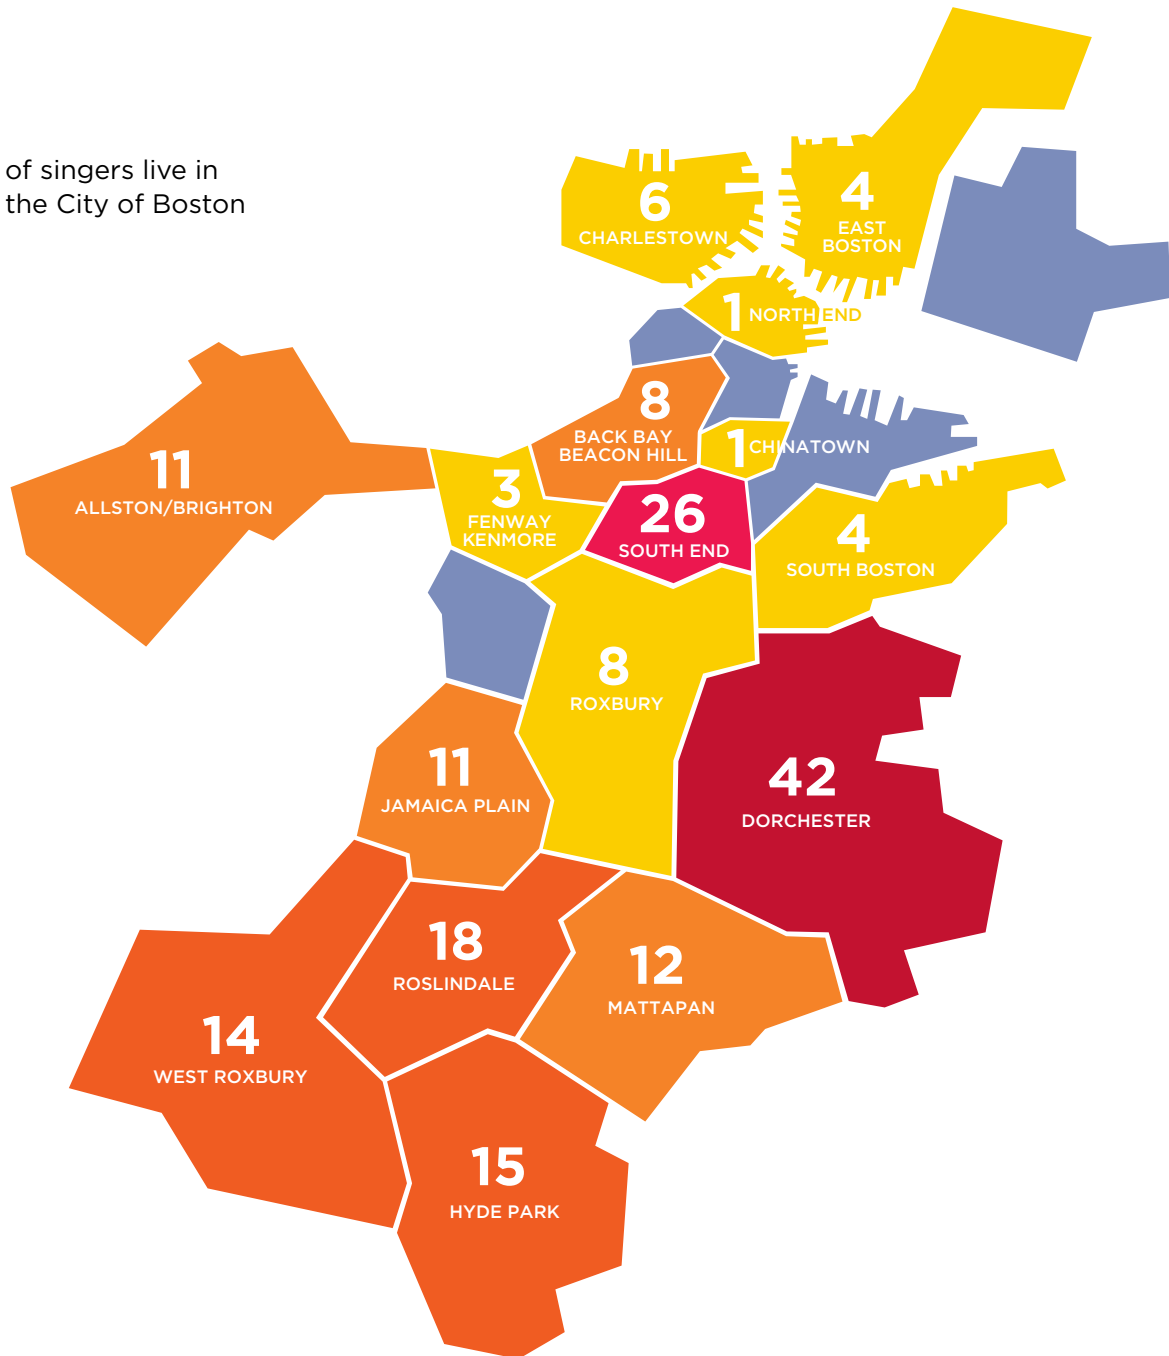 of singers live in
the City of Boston
6
CHARLESTOWN
4
EAST
BOSTON
1 NORTH END
8
BACK BAY
BEACON HILL
1 CHINATOWN
11
ALLSTON/BRIGHTON
3
FENWAY
KENMORE
26
SOUTH END
4
SOUTH BOSTON
8
ROXBURY
11
JAMAICA PLAIN
42
DORCHESTER
18
ROSLINDALE
12
MATTAPAN
14
WEST ROXBURY
15
HYDE PARK